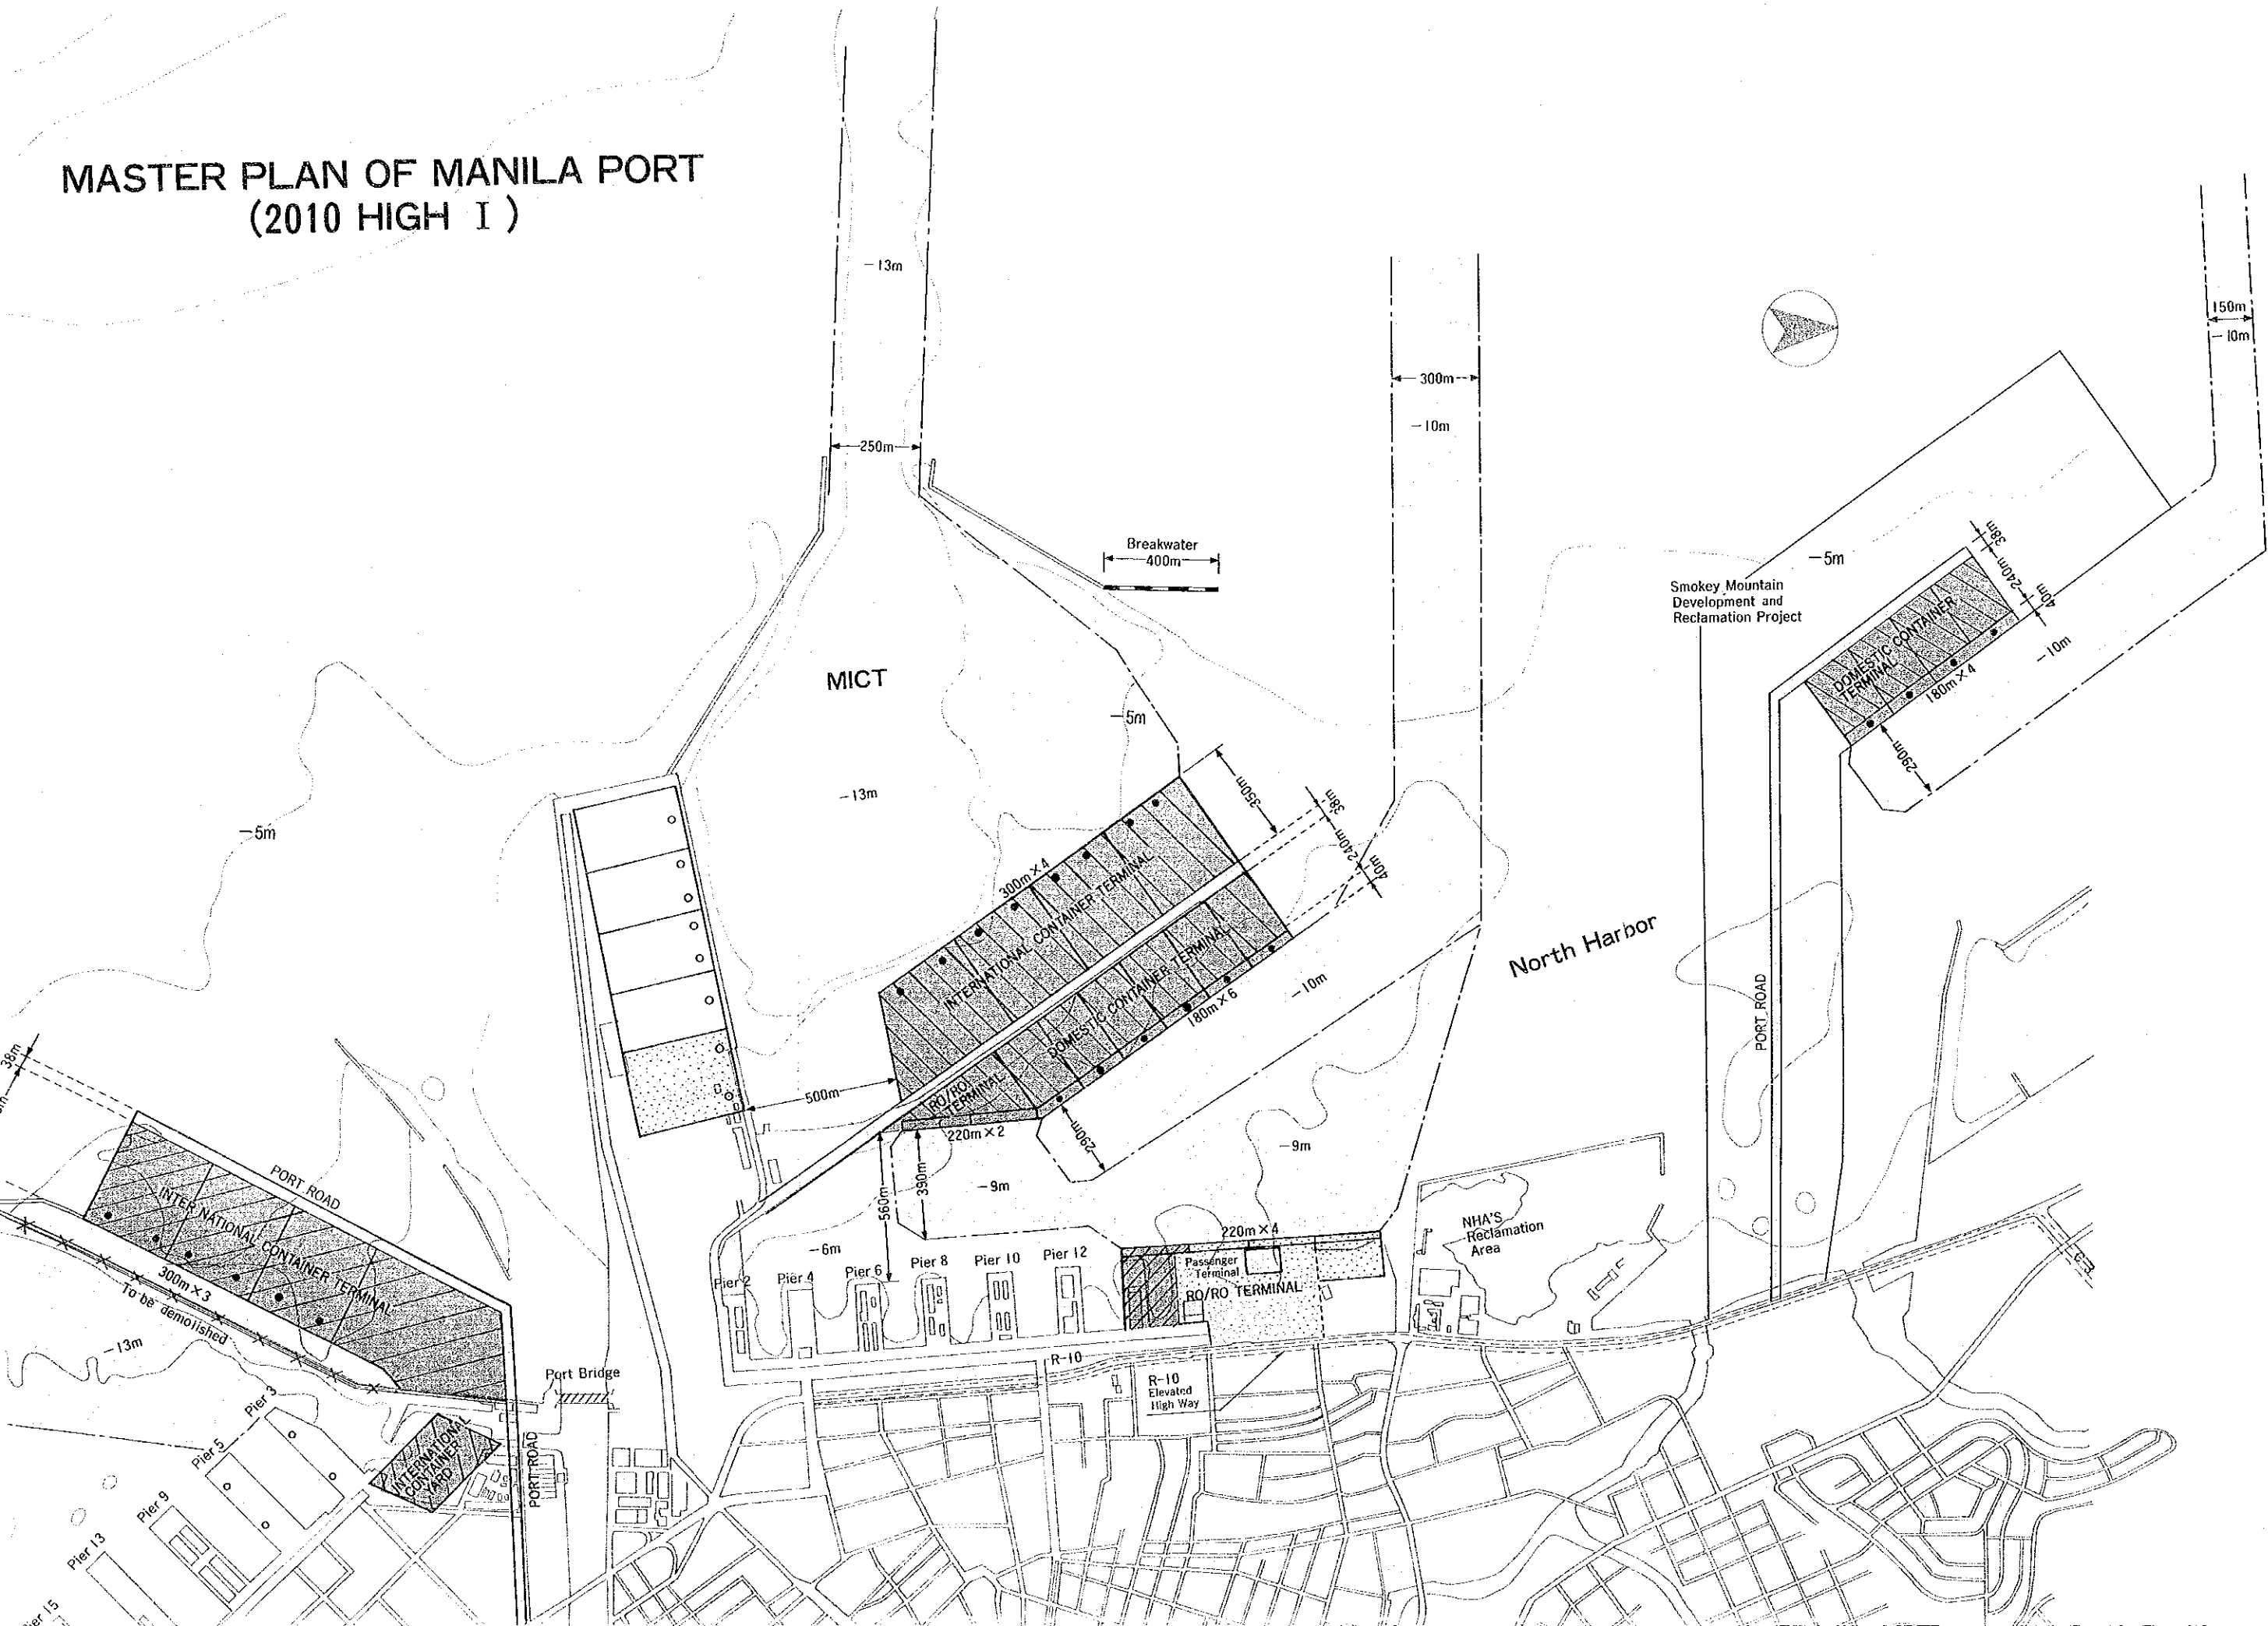 MASTER PLAN OF MANILA PORT
(2010 HIGH I)
-13m
250m
300m
-10m
150m
-10m
Breakwater
400m
-5m
Smokey Mountain
Development and
Reclamation Project
38m
240m
40m
DOMESTIC CONTAINER
TERMINAL
180m×4
-10m
290m
MICT
-5m
-13m
-5m
350m
38m
240m
40m
300m×4
INTERNATIONAL CONTAINER TERMINAL
DOMESTIC CONTAINER TERMINAL
180m×6
-10m
North Harbor
PORT ROAD
RO/RO
TERMINAL
500m
220m×2
290m
-9m
38m
560m
390m
-9m
PORT ROAD
INTERNATIONAL CONTAINER TERMINAL
300m×3
To be demolished
-13m
-6m
Pier 2
Pier 4
Pier 6
Pier 8
Pier 10
Pier 12
220m×4
Passenger
Terminal
RO/RO TERMINAL
NHA'S
Reclamation
Area
C-3
R-10
R-10
Elevated
High Way
Port Bridge
Pier 3
Pier 5
Pier 9
Pier 13
INTERNATIONAL
CONTAINER
YARD
PORT ROAD